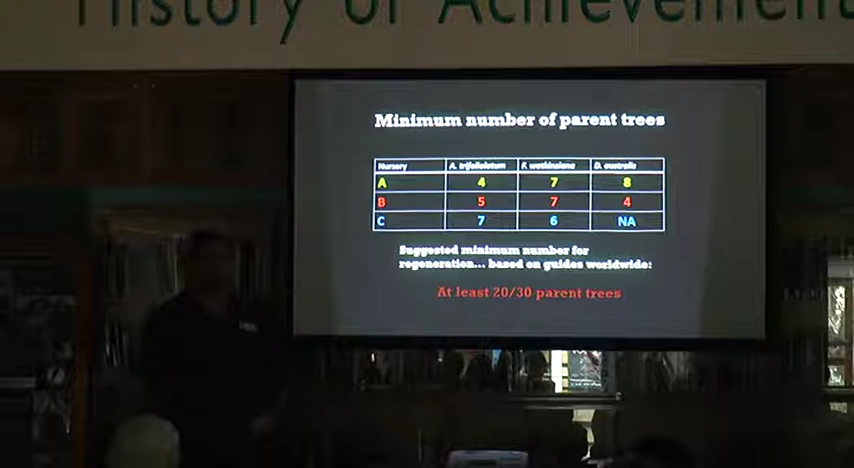 History of Achievement
Minimum number of parent trees
Nursery A. trifoliolatum F. watkinsiana D. australis
A 4 7 8
B 5 7 4
C 7 6 NA
Suggested minimum number for
regeneration... based on guides worldwide:
At least 20/30 parent trees